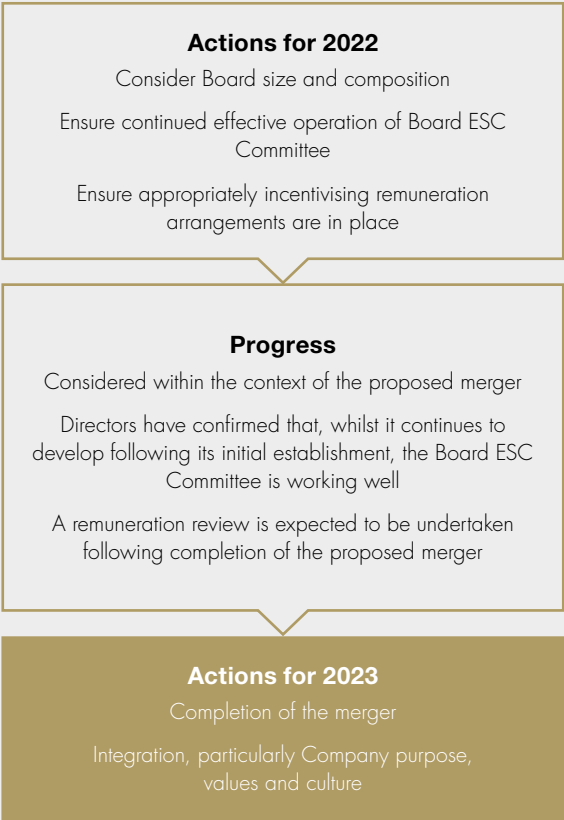 Actions for 2022
Consider Board size and composition
Ensure continued effective operation of Board ESC
Committee
Ensure appropriately incentivising remuneration
arrangements are in place
Progress
Considered within the context of the proposed merger
Directors have confirmed that, whilst it continues to
develop following its initial establishment, the Board ESC
Committee is working well
A remuneration review is expected to be undertaken
following completion of the proposed merger
Actions for 2023
Completion of the merger
Integration, particularly Company purpose,
values and culture